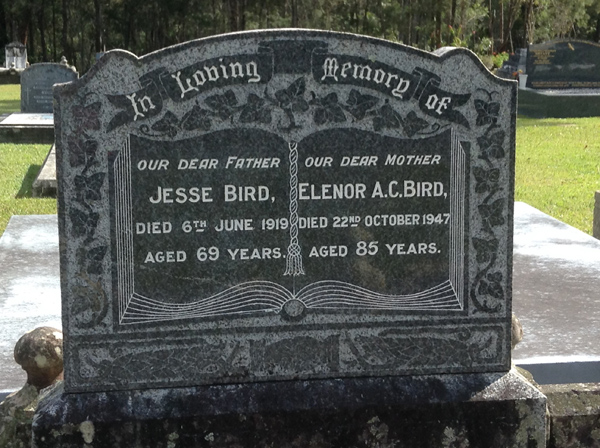 In Loving Memory of
OUR DEAR FATHER
JESSE BIRD,
DIED 6TH JUNE 1919
AGED 69 YEARS.
OUR DEAR MOTHER
ELENOR A.C. BIRD,
DIED 22ND OCTOBER 1947
AGED 85 YEARS.